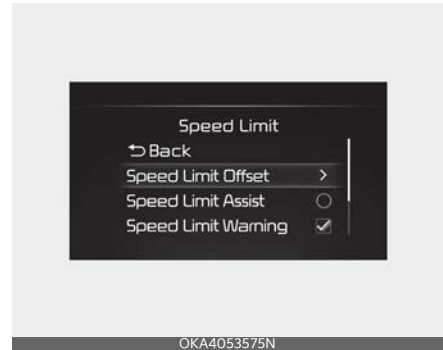 Speed Limit
Back
Speed Limit Offset
Speed Limit Assist
Speed Limit Warning
OKA4053575N